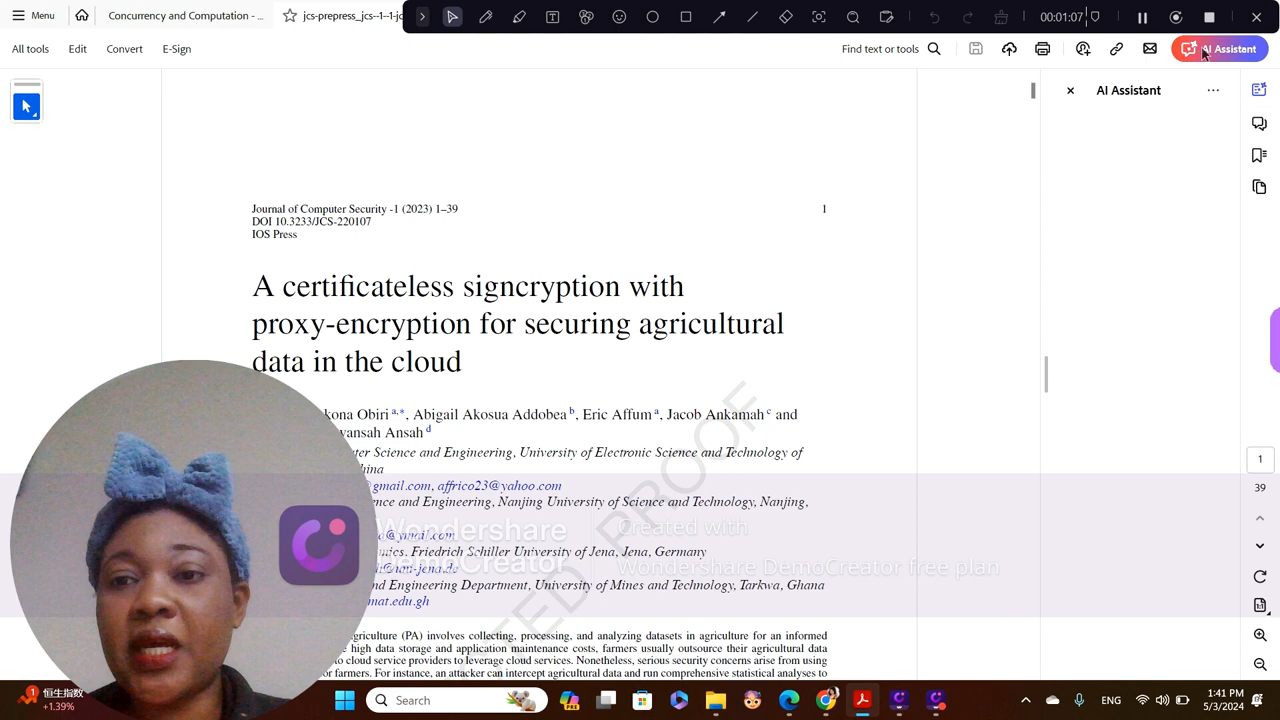 Concurrency and Computation - ...
jcs-prepress_jcs--1--1-jc
00:01:07
Menu
All tools
Edit
Convert
E-Sign
Find text or tools
AI Assistant
AI Assistant
Journal of Computer Security -1 (2023) 1–39
1
DOI 10.3233/JCS-220107
IOS Press
A certificateless signcryption with
proxy-encryption for securing agricultural
data in the cloud
kona Obiri a,*, Abigail Akosua Addobea b, Eric Affum a, Jacob Ankamah c and
Ansah d
Science and Engineering, University of Electronic Science and Technology of
@gmail.com, affrico23@yahoo.com
Science and Engineering, Nanjing University of Science and Technology, Nanjing,
@ymail.com
Friedrich Schiller University of Jena, Jena, Germany
and Engineering Department, University of Mines and Technology, Tarkwa, Ghana
mat.edu.gh
PROOF
Wondershare
DemoCreator
Created with
Wondershare DemoCreator free plan
(PA) involves collecting, processing, and analyzing datasets in agriculture for an informed
high data storage and application maintenance costs, farmers usually outsource their agricultural data
to cloud service providers to leverage cloud services. Nonetheless, serious security concerns arise from using
or farmers. For instance, an attacker can intercept agricultural data and run comprehensive statistical analyses to
1
39
1
恒生指数
+1.39%
Search
PRE
ENG
1:41 PM
5/3/2024